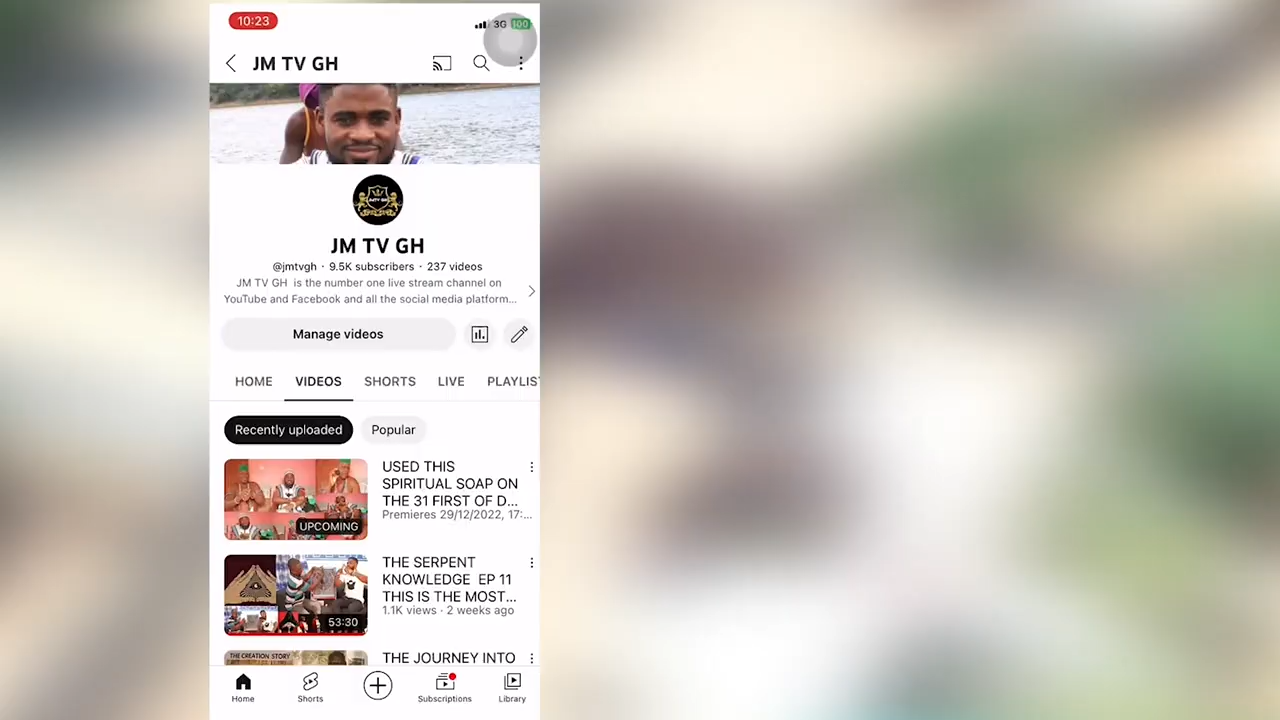 10:23
3G 100
JM TV GH
JM TV GH
@jmtvgh · 9.5K subscribers · 237 videos
JM TV GH is the number one live stream channel on
YouTube and Facebook and all the social media platform...
Manage videos
HOME VIDEOS SHORTS LIVE PLAYLIST
Recently uploaded Popular
USED THIS
SPIRITUAL SOAP ON
THE 31 FIRST OF D...
Premieres 29/12/2022, 17:...
UPCOMING
THE SERPENT
KNOWLEDGE EP 11
THIS IS THE MOST...
1.1K views · 2 weeks ago
53:30
THE CREATION STORY
THE JOURNEY INTO
Home Shorts Subscriptions Library